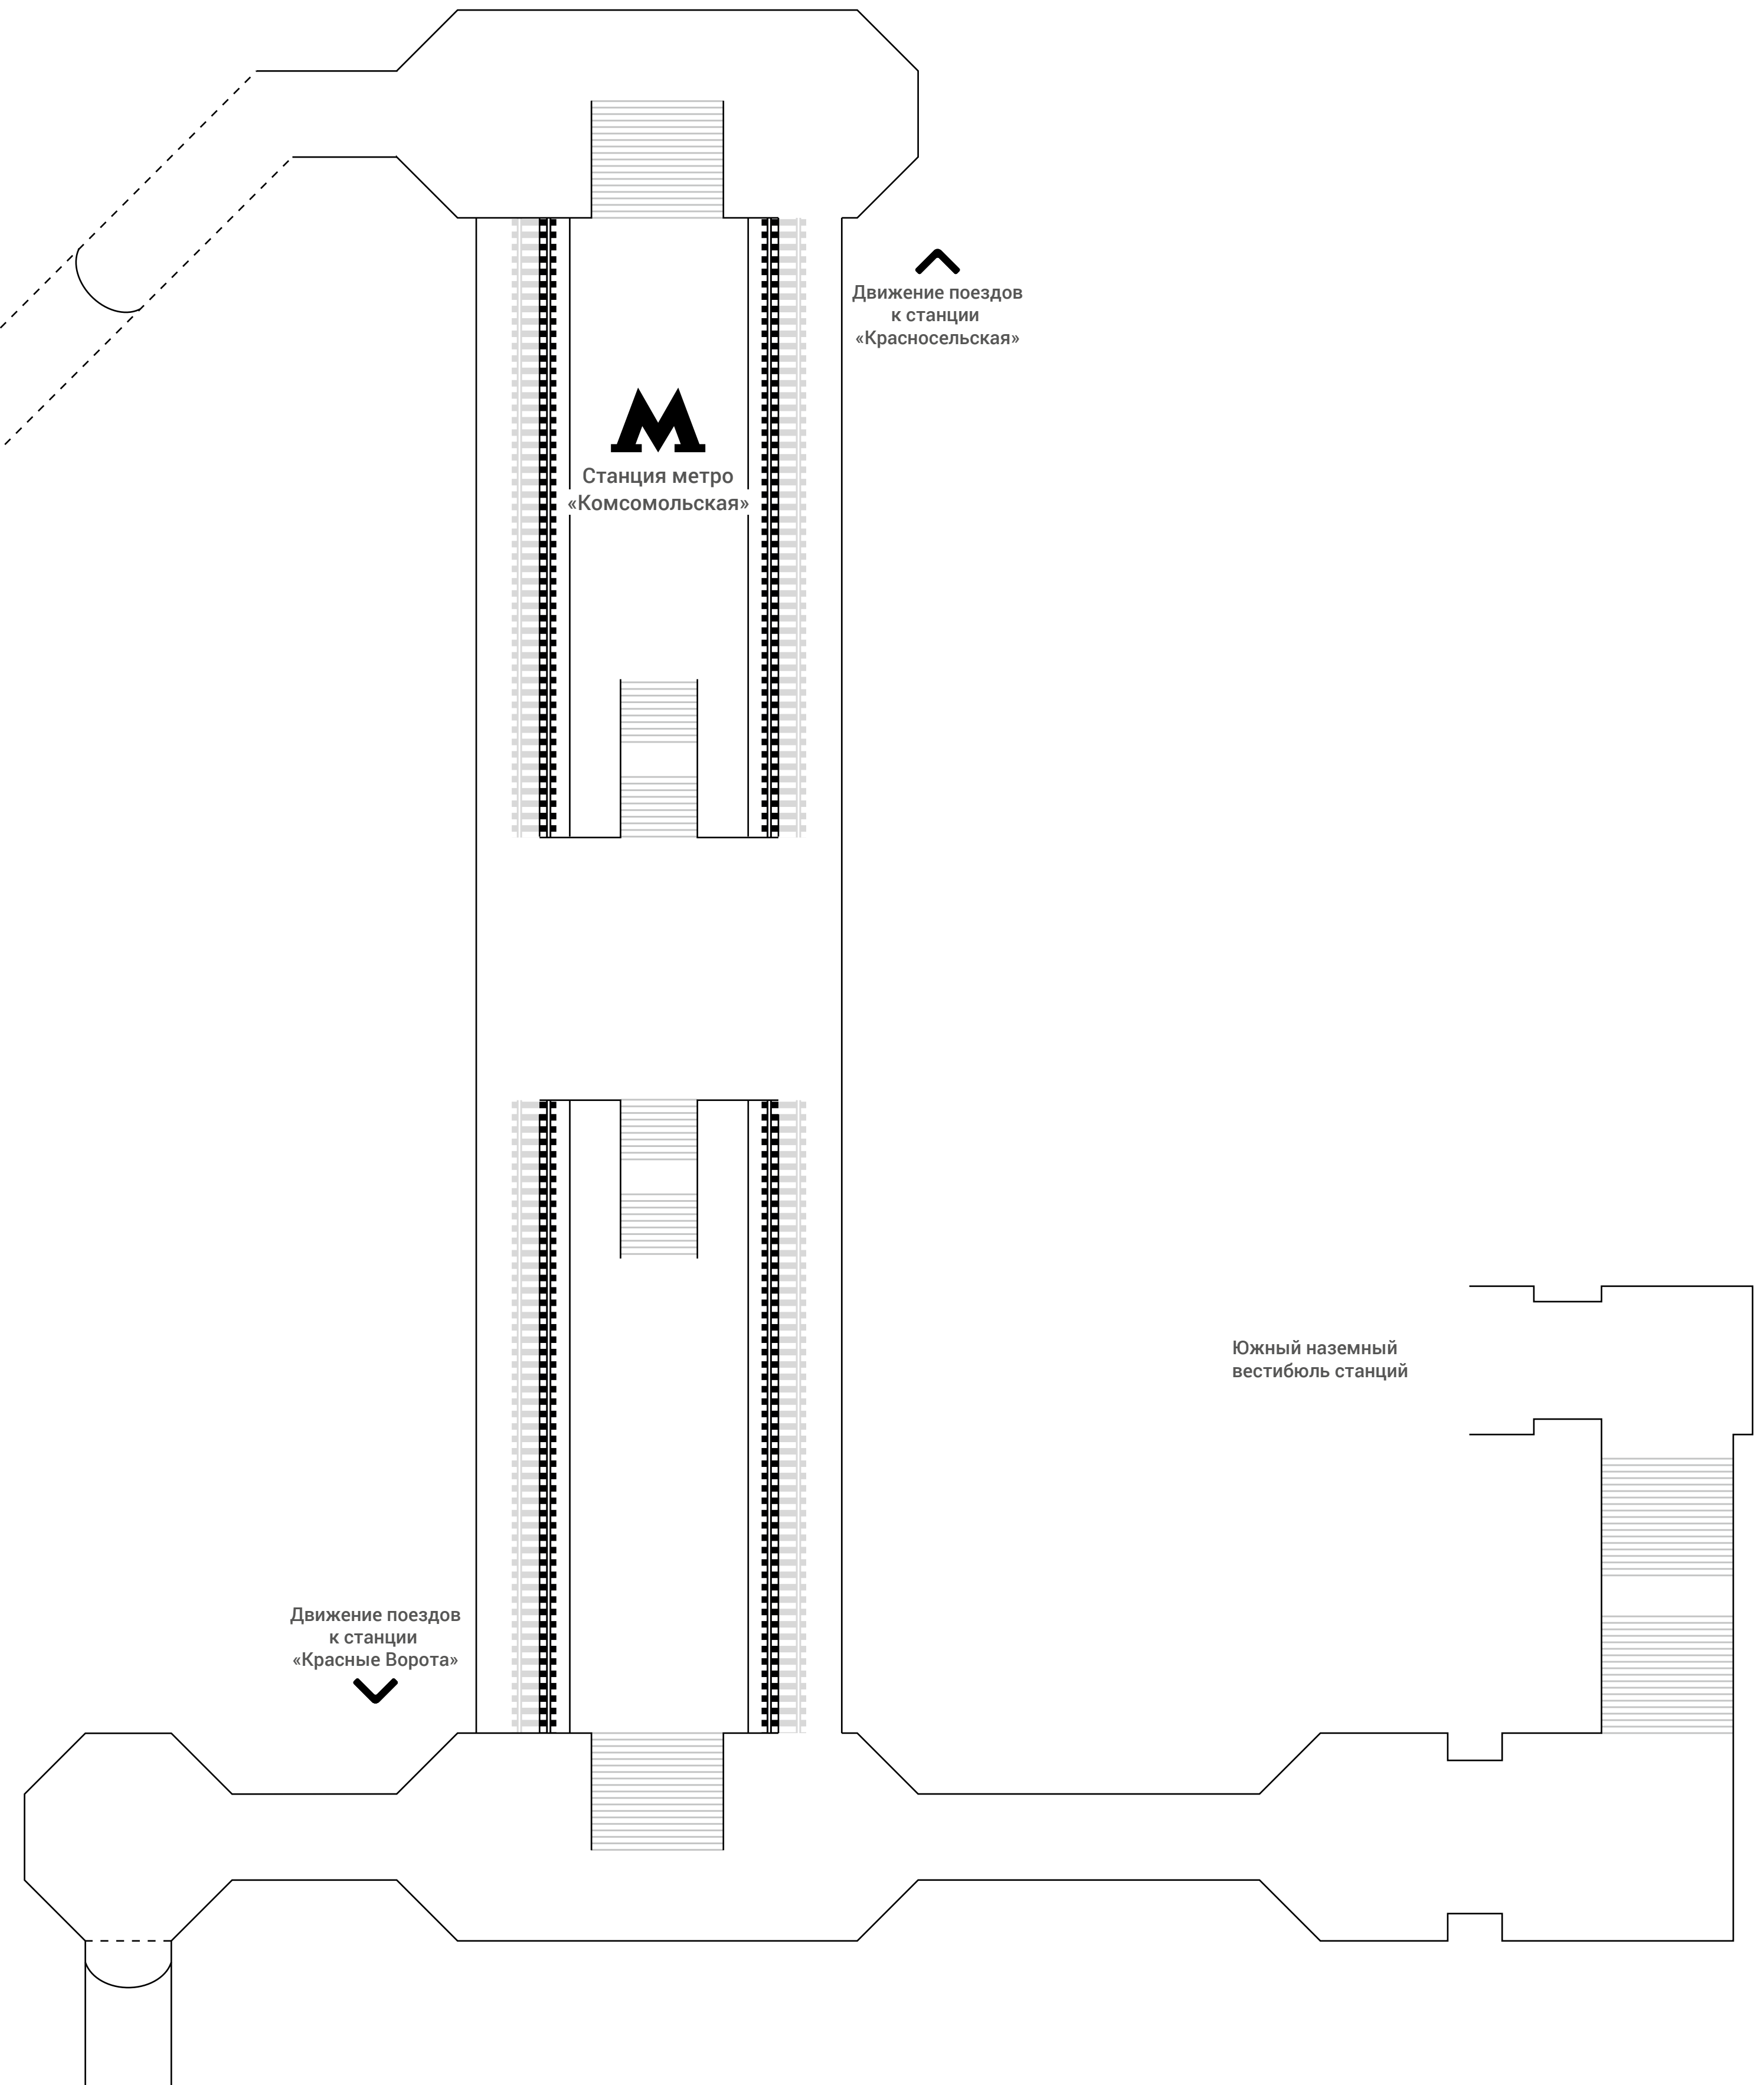 Движение поездов
к станции
«Красносельская»
Станция метро
«Комсомольская»
Южный наземный
вестибюль станций
Движение поездов
к станции
«Красные Ворота»